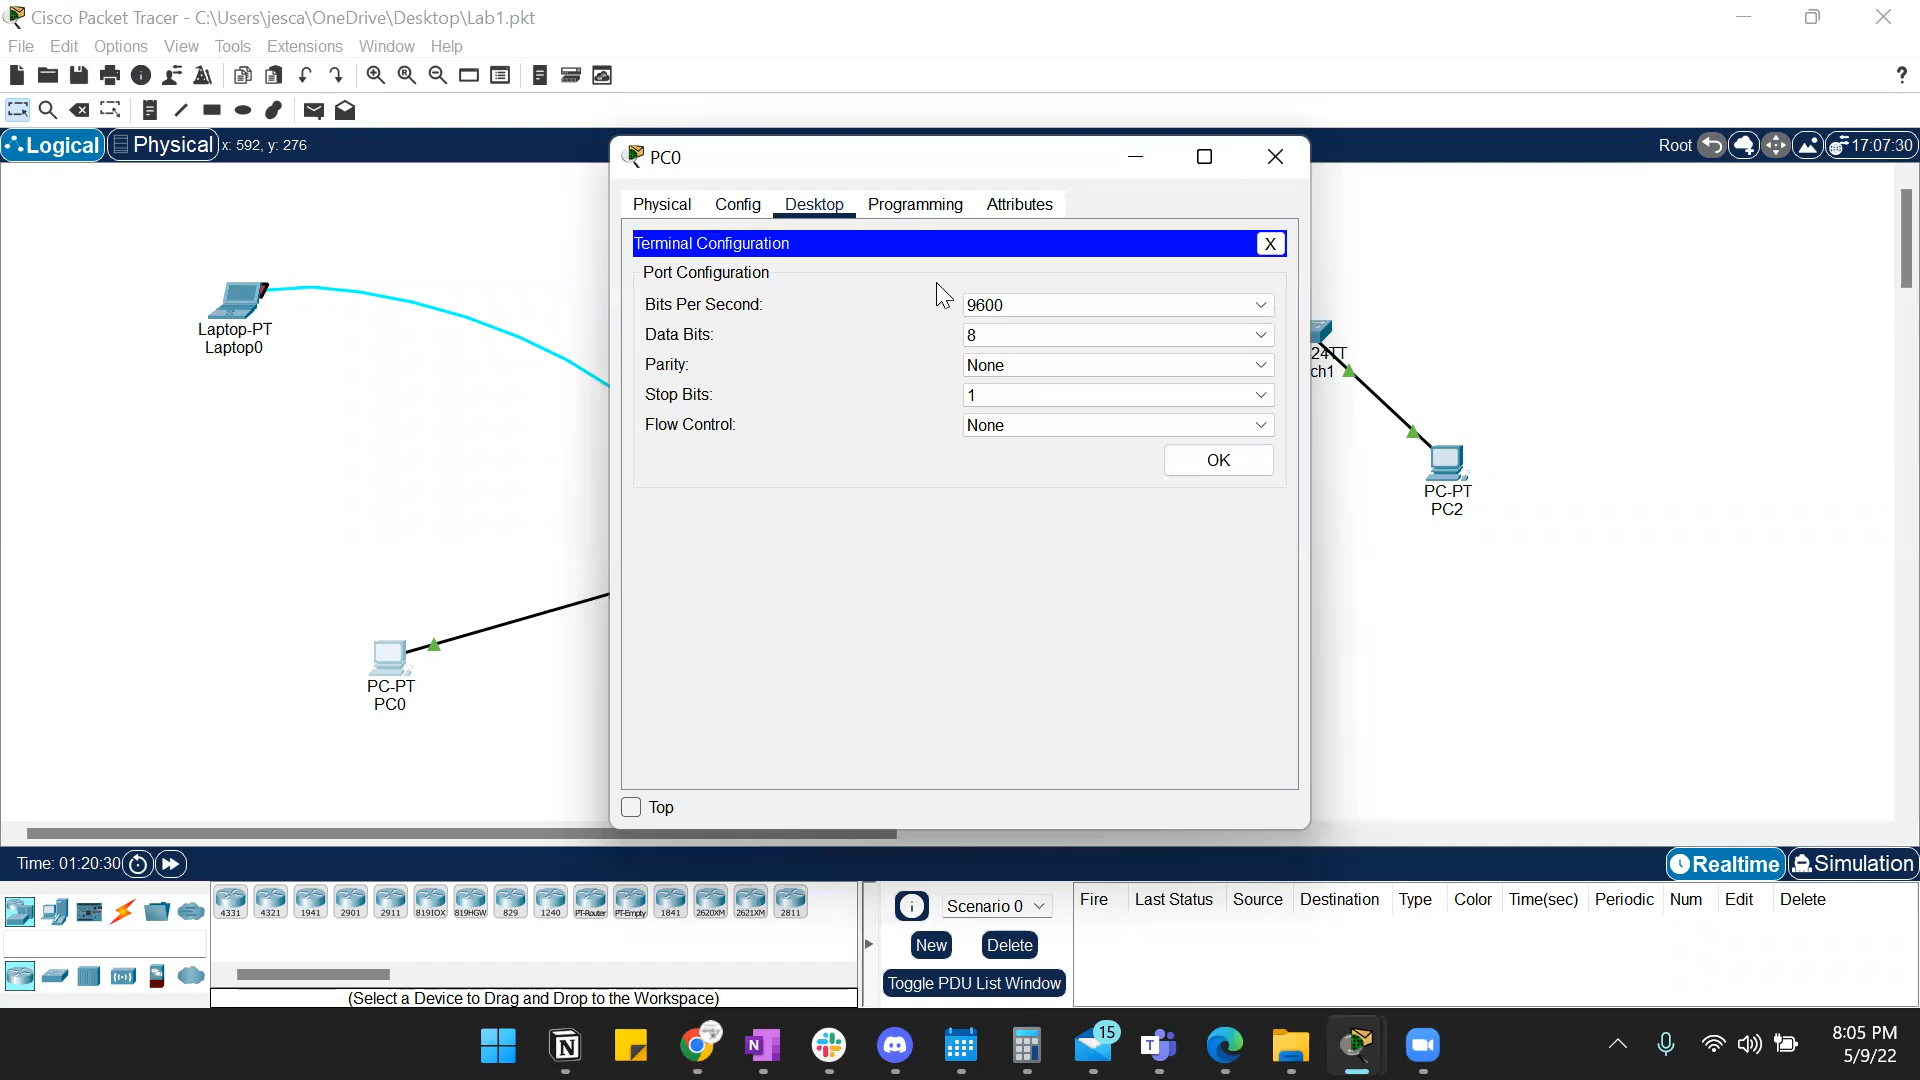 Cisco Packet Tracer - C:\Users\jesca\OneDrive\Desktop\Lab1.pkt
File Edit Options View Tools Extensions Window Help
?
Logical Physical x: 592, y: 276 Root 17:07:30
PC0
Physical Config Desktop Programming Attributes
Terminal Configuration X
Port Configuration
Bits Per Second: 9600
Data Bits: 8
Parity: None
Stop Bits: 1
Flow Control: None
OK
Top
Laptop-PT
Laptop0
24TT
ch1
PC-PT
PC2
PC-PT
PC0
Time: 01:20:30 Realtime Simulation
4331 4321 1941 2901 2911 819IOX 819HGW 829 1240 PT-Router PT-Empty 1841 2620XM 2621XM 2811
(Select a Device to Drag and Drop to the Workspace)
Scenario 0
New Delete
Toggle PDU List Window
Fire Last Status Source Destination Type Color Time(sec) Periodic Num Edit Delete
15
8:05 PM
5/9/22